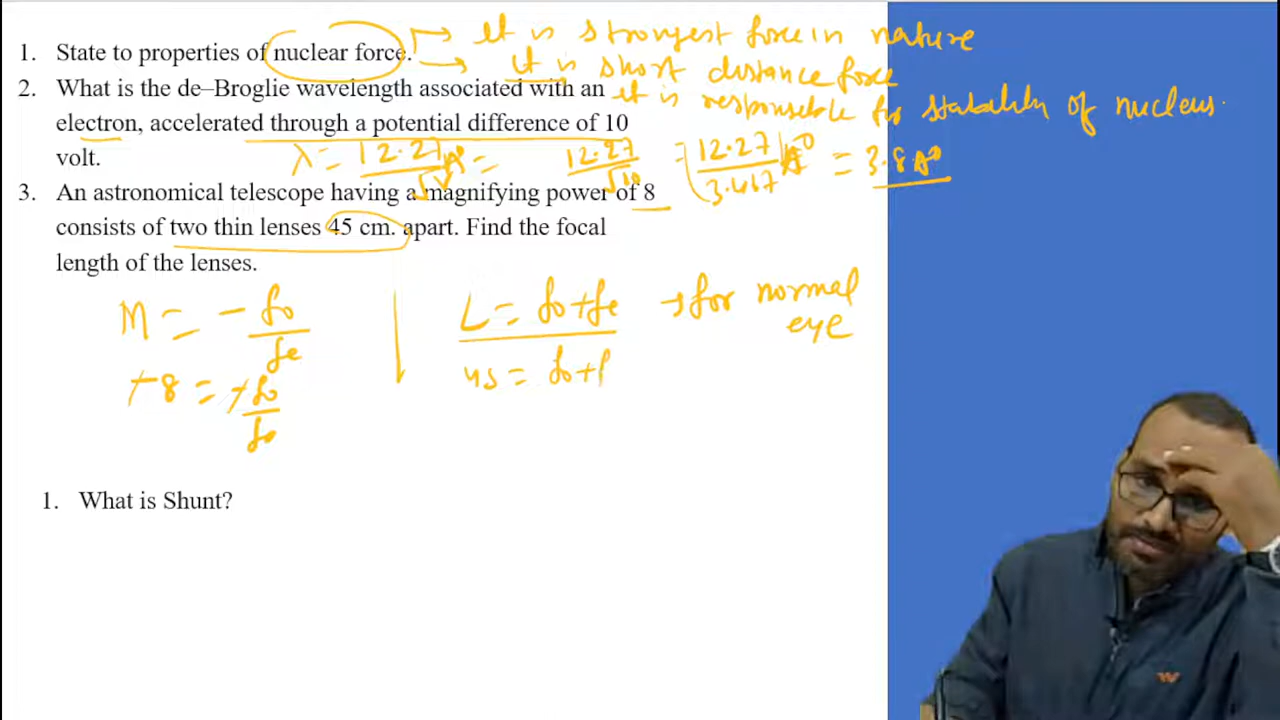 1. State to properties of nuclear force. → It is strongest force in nature
→ it is short distance force
2. What is the de–Broglie wavelength associated with an
It is responsible for stability of nucleus.
electron, accelerated through a potential difference of 10
volt.
λ = 12.27/√V A° = 12.27/√10 = (12.27/3.167) A° = 3.8 A°
3. An astronomical telescope having a magnifying power of 8
consists of two thin lenses 45 cm. apart. Find the focal
length of the lenses.
M = - fo/fe
+8 = + fo/fe
L = fo+fe → for normal
eye
45 = fo+f
1. What is Shunt?